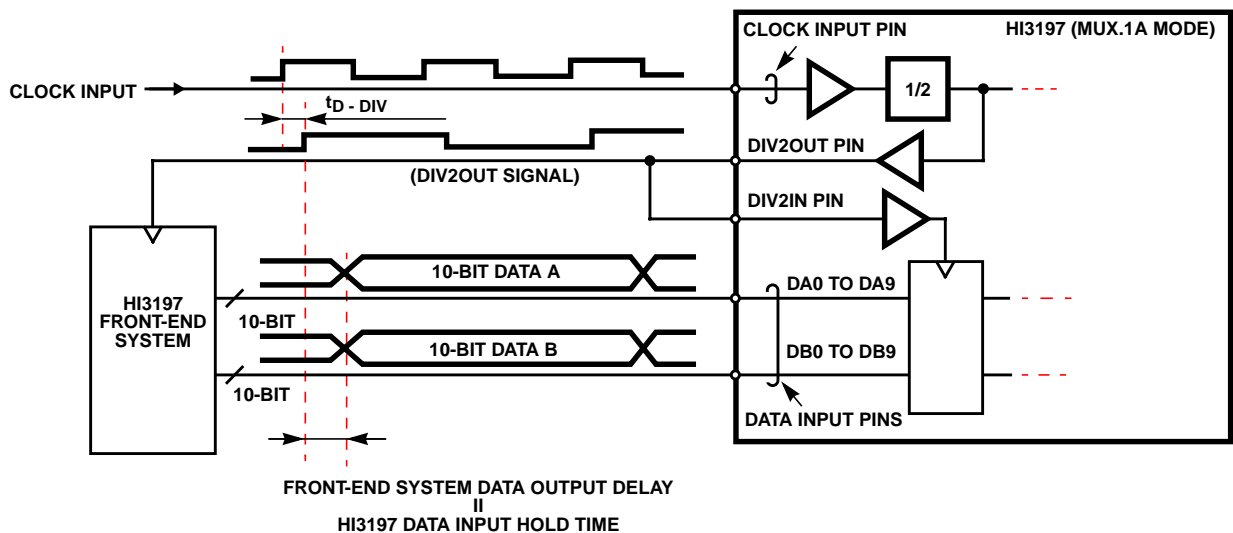 HI3197 (MUX.1A MODE)
CLOCK INPUT PIN
CLOCK INPUT
1/2
tD - DIV
DIV2OUT PIN
(DIV2OUT SIGNAL)
DIV2IN PIN
10-BIT DATA A
DA0 TO DA9
HI3197
FRONT-END
SYSTEM
10-BIT
10-BIT DATA B
DB0 TO DB9
10-BIT
DATA INPUT PINS
FRONT-END SYSTEM DATA OUTPUT DELAY
=
HI3197 DATA INPUT HOLD TIME